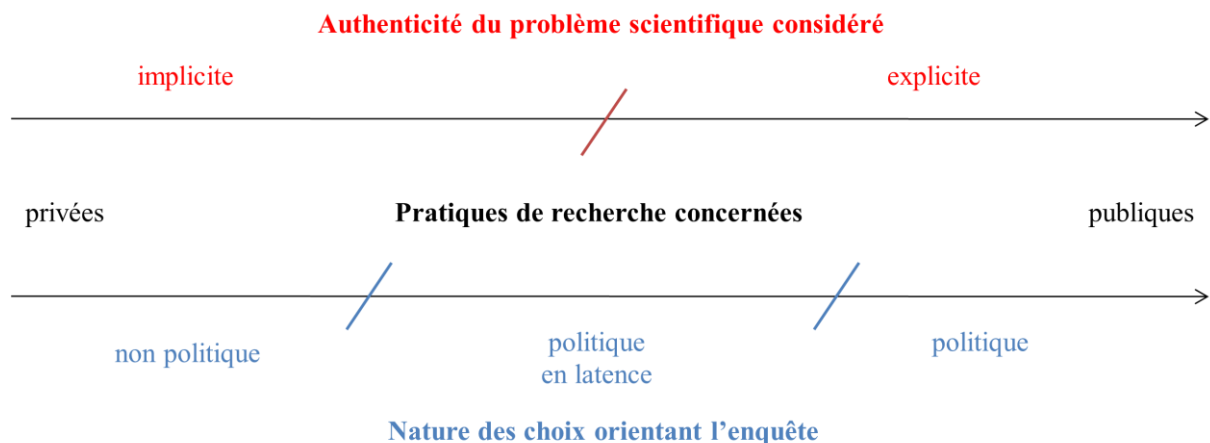 Authenticité du problème scientifique considéré
implicite
explicite
privées
Pratiques de recherche concernées
publiques
non politique
politique
en latence
politique
Nature des choix orientant l’enquête